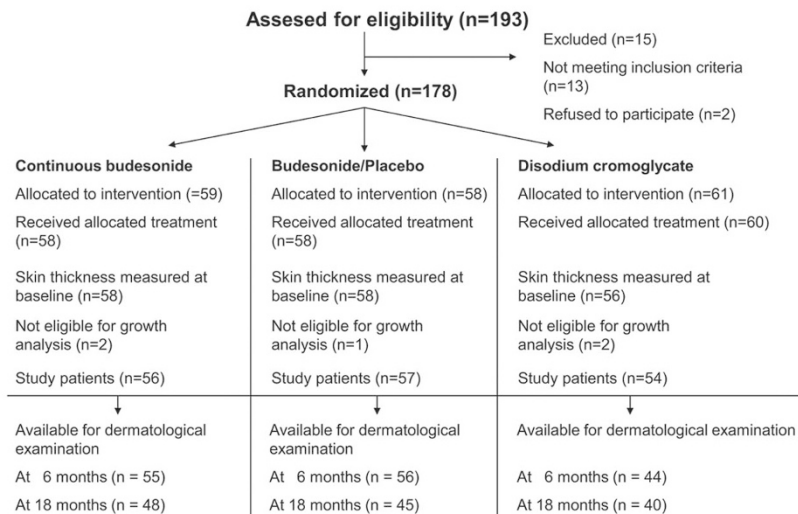 Assesed for eligibility (n=193)
Excluded (n=15)
Not meeting inclusion criteria
(n=13)
Refused to participate (n=2)
Randomized (n=178)
Continuous budesonide
Allocated to intervention (=59)
Received allocated treatment
(n=58)
Skin thickness measured at
baseline (n=58)
Not eligible for growth
analysis (n=2)
Study patients (n=56)
Available for dermatological
examination
At 6 months (n = 55)
At 18 months (n = 48)
Budesonide/Placebo
Allocated to intervention (n=58)
Received allocated treatment
(n=58)
Skin thickness measured at
baseline (n=58)
Not eligible for growth
analysis (n=1)
Study patients (n=57)
Available for dermatological
examination
At 6 months (n = 56)
At 18 months (n = 45)
Disodium cromoglycate
Allocated to intervention (n=61)
Received allocated treatment (n=60)
Skin thickness measured at
baseline (n=56)
Not eligible for growth
analysis (n=2)
Study patients (n=54)
Available for dermatological examination
At 6 months (n = 44)
At 18 months (n = 40)